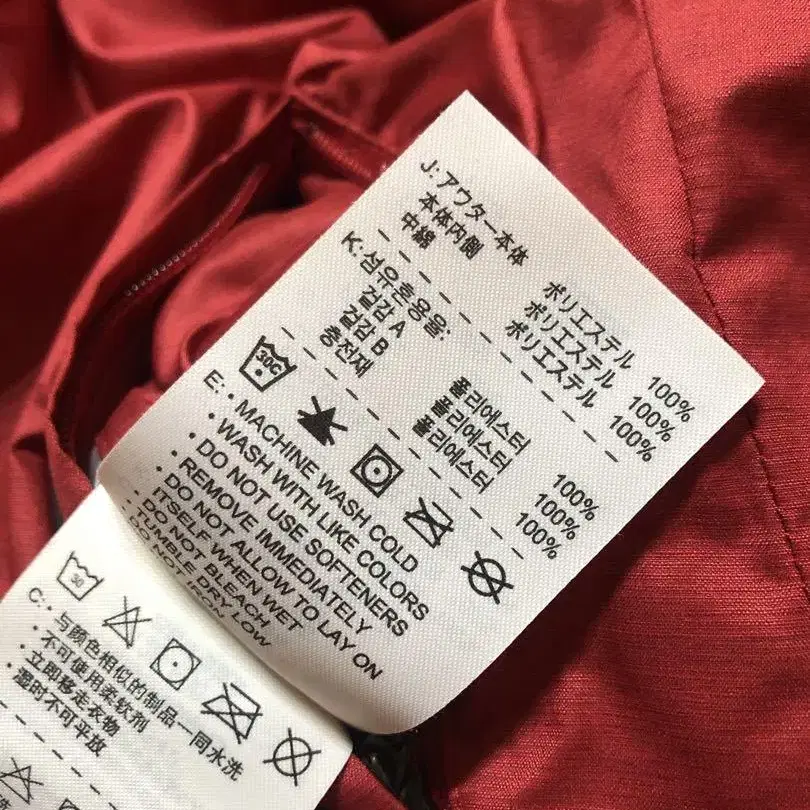 J: アウター本体 ポリエステル 100%
本体内側 ポリエステル 100%
中綿 ポリエステル 100%
K: 섬유혼용율:
겉감 A 폴리에스터 100%
겉감 B 폴리에스터 100%
충전재 폴리에스터 100%
30C
E: • MACHINE WASH COLD
• WASH WITH LIKE COLORS
• DO NOT USE SOFTENERS
• REMOVE IMMEDIATELY
DO NOT ALLOW TO LAY ON
ITSELF WHEN WET
DO NOT BLEACH
TUMBLE DRY LOW
DO NOT IRON
30
C: • 与颜色相似的制品一同水洗
• 不可使用柔软剂
• 立即移走衣物
• 湿时不可平放